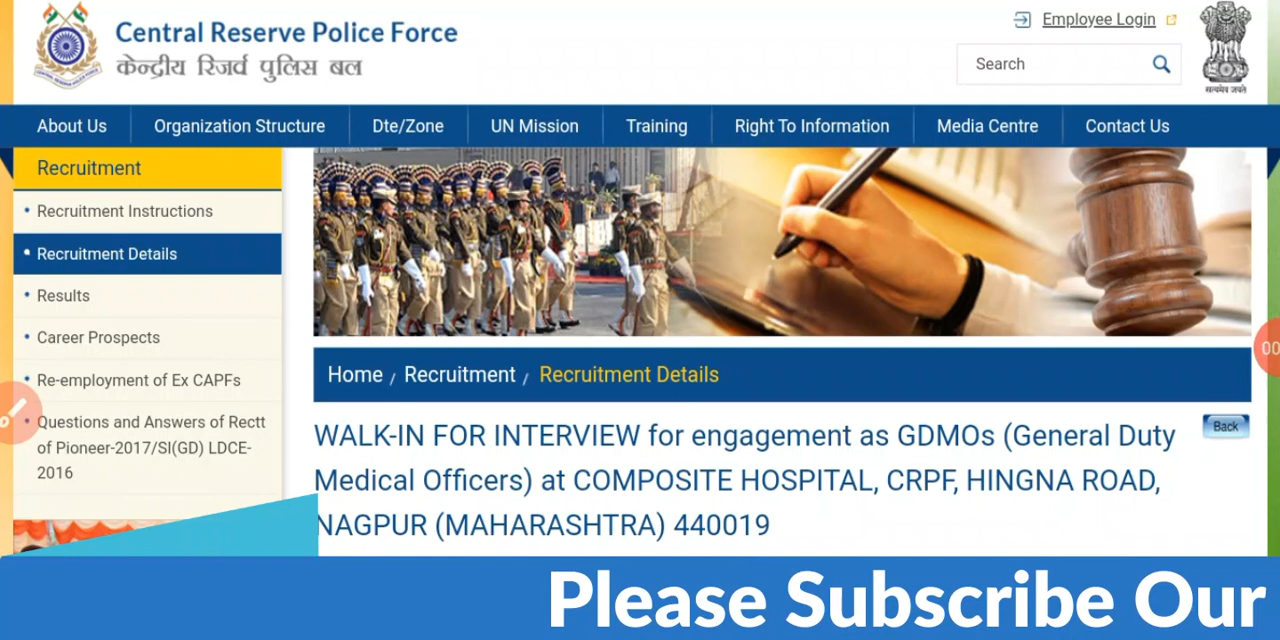 Central Reserve Police Force
केन्द्रीय रिजर्व पुलिस बल
Employee Login
Search
सत्यमेव जयते
About Us
Organization Structure
Dte/Zone
UN Mission
Training
Right To Information
Media Centre
Contact Us
Recruitment
Recruitment Instructions
Recruitment Details
Results
Career Prospects
Re-employment of Ex CAPFs
Questions and Answers of Rectt
of Pioneer-2017/SI(GD) LDCE-
2016
Home / Recruitment / Recruitment Details
Back
WALK-IN FOR INTERVIEW for engagement as GDMOs (General Duty
Medical Officers) at COMPOSITE HOSPITAL, CRPF, HINGNA ROAD,
NAGPUR (MAHARASHTRA) 440019
00
Please Subscribe Our